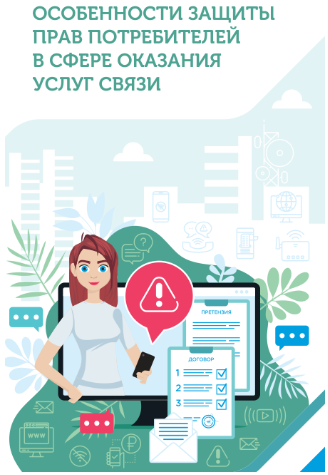 ОСОБЕННОСТИ ЗАЩИТЫ
ПРАВ ПОТРЕБИТЕЛЕЙ
В СФЕРЕ ОКАЗАНИЯ
УСЛУГ СВЯЗИ
ПРЕТЕНЗИЯ
ДОГОВОР
1
2
3
WWW